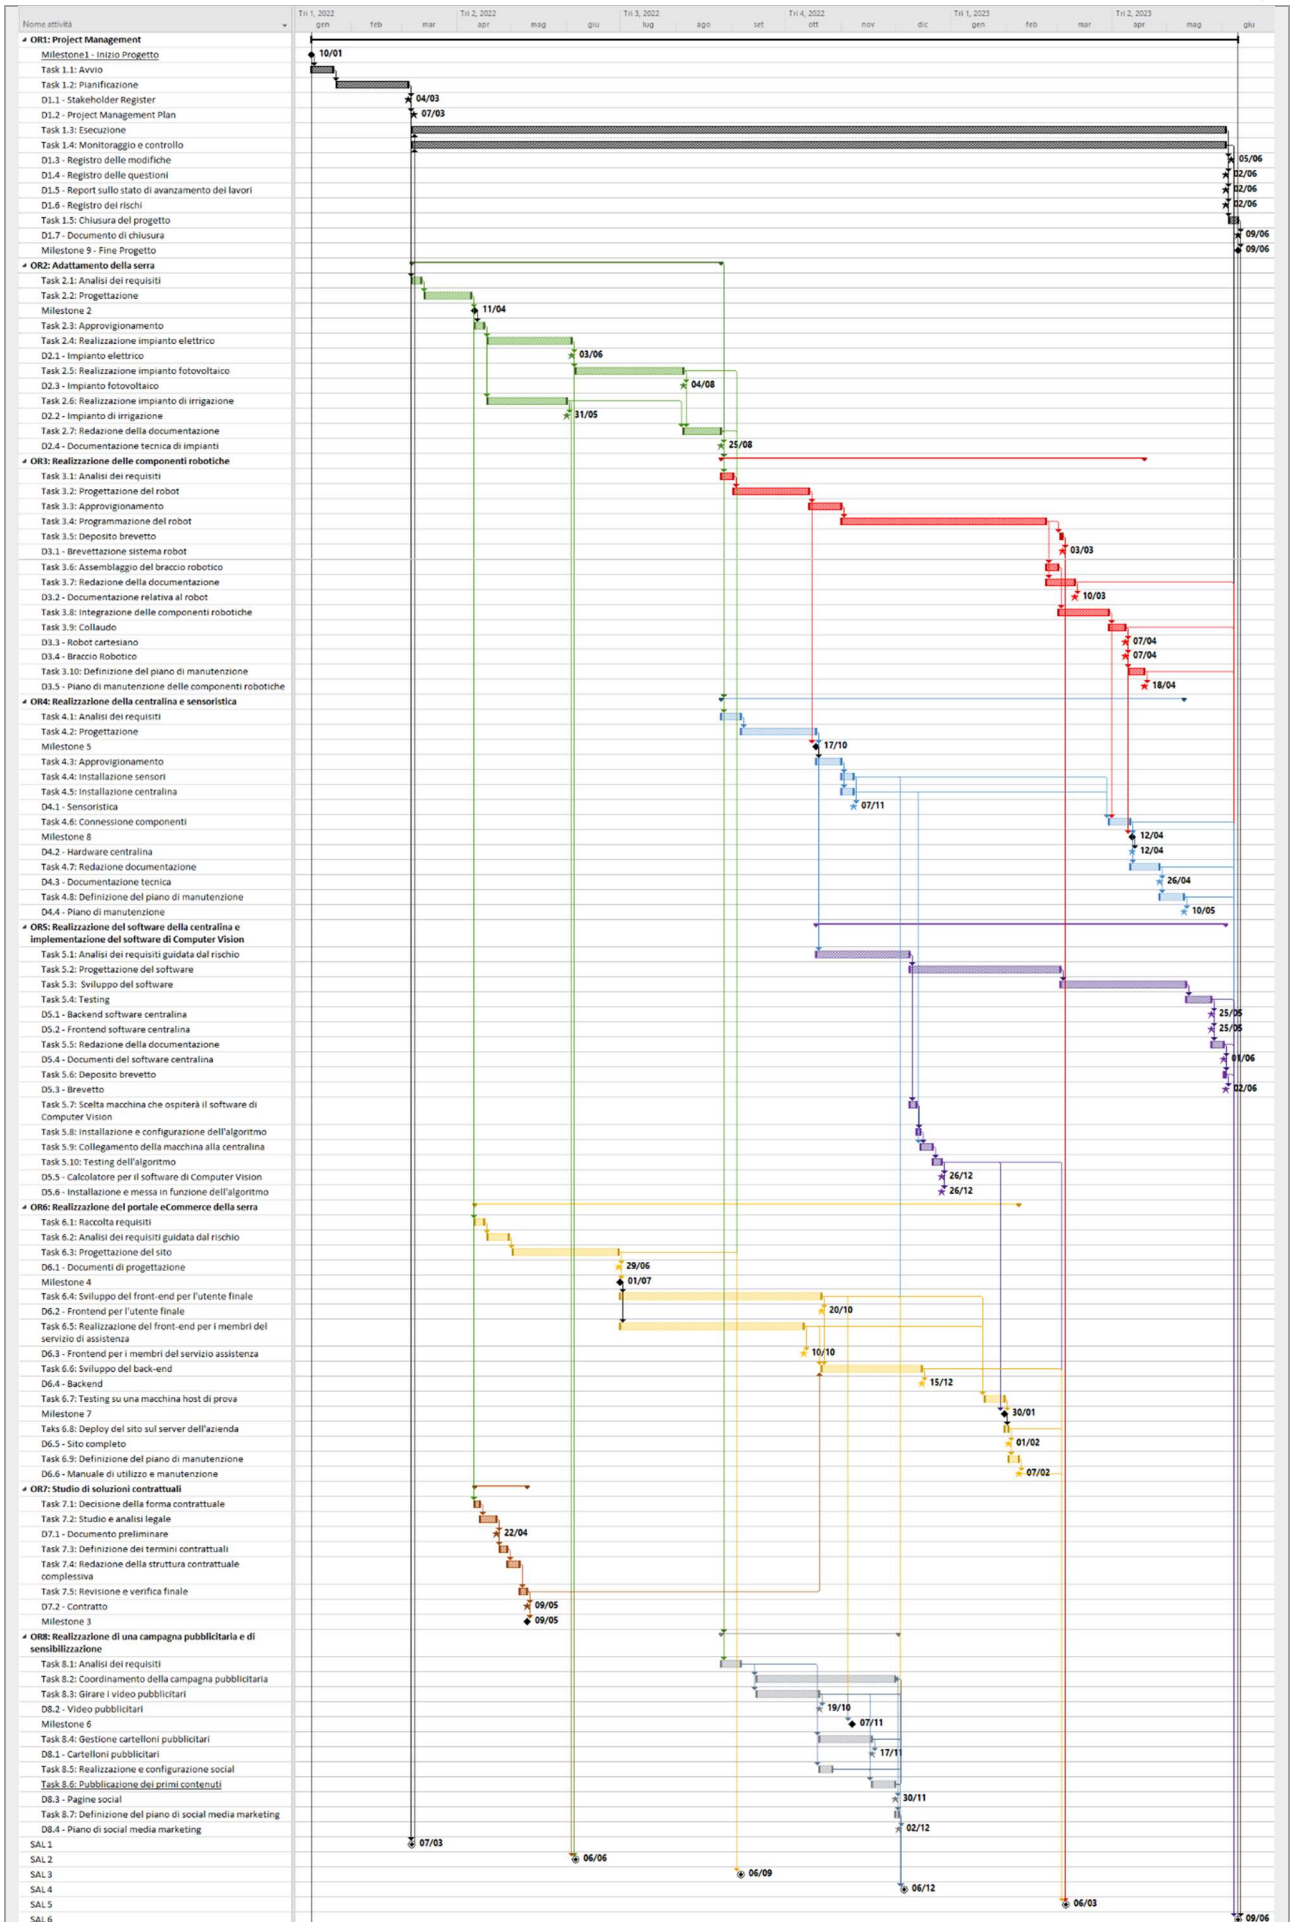 Tri 1, 2022 Tri 2, 2022 Tri 3, 2022 Tri 4, 2022 Tri 1, 2023 Tri 2, 2023
Nome attività gen feb mar apr mag giu lug ago set ott nov dic gen feb mar apr mag giu
OR1: Project Management
Milestone1 - Inizio Progetto 10/01
Task 1.1: Avvio
Task 1.2: Pianificazione
D1.1 - Stakeholder Register 04/03
D1.2 - Project Management Plan 07/03
Task 1.3: Esecuzione
Task 1.4: Monitoraggio e controllo
D1.3 - Registro delle modifiche 05/06
D1.4 - Registro delle questioni 02/06
D1.5 - Report sullo stato di avanzamento dei lavori 02/06
D1.6 - Registro dei rischi 02/06
Task 1.5: Chiusura del progetto
D1.7 - Documento di chiusura 09/06
Milestone 9 - Fine Progetto 09/06
OR2: Adattamento della serra
Task 2.1: Analisi dei requisiti
Task 2.2: Progettazione
Milestone 2 11/04
Task 2.3: Approvigionamento
Task 2.4: Realizzazione impianto elettrico
D2.1 - Impianto elettrico 03/06
Task 2.5: Realizzazione impianto fotovoltaico
D2.3 - Impianto fotovoltaico 04/08
Task 2.6: Realizzazione impianto di irrigazione
D2.2 - Impianto di irrigazione 31/05
Task 2.7: Redazione della documentazione
D2.4 - Documentazione tecnica di impianti 25/08
OR3: Realizzazione delle componenti robotiche
Task 3.1: Analisi dei requisiti
Task 3.2: Progettazione del robot
Task 3.3: Approvigionamento
Task 3.4: Programmazione del robot
Task 3.5: Deposito brevetto
D3.1 - Brevettazione sistema robot 03/03
Task 3.6: Assemblaggio del braccio robotico
Task 3.7: Redazione della documentazione
D3.2 - Documentazione relativa al robot 10/03
Task 3.8: Integrazione delle componenti robotiche
Task 3.9: Collaudo
D3.3 - Robot cartesiano 07/04
D3.4 - Braccio Robotico 07/04
Task 3.10: Definizione del piano di manutenzione
D3.5 - Piano di manutenzione delle componenti robotiche 18/04
OR4: Realizzazione della centralina e sensoristica
Task 4.1: Analisi dei requisiti
Task 4.2: Progettazione
Milestone 5 17/10
Task 4.3: Approvigionamento
Task 4.4: Installazione sensori
Task 4.5: Installazione centralina
D4.1 - Sensoristica 07/11
Task 4.6: Connessione componenti
Milestone 8 12/04
D4.2 - Hardware centralina 12/04
Task 4.7: Redazione documentazione
D4.3 - Documentazione tecnica 26/04
Task 4.8: Definizione del piano di manutenzione
D4.4 - Piano di manutenzione 10/05
OR5: Realizzazione del software della centralina e
implementazione del software di Computer Vision
Task 5.1: Analisi dei requisiti guidata dal rischio
Task 5.2: Progettazione del software
Task 5.3: Sviluppo del software
Task 5.4: Testing
D5.1 - Backend software centralina 25/05
D5.2 - Frontend software centralina 25/05
Task 5.5: Redazione della documentazione
D5.4 - Documenti del software centralina 01/06
Task 5.6: Deposito brevetto
D5.3 - Brevetto 02/06
Task 5.7: Scelta macchina che ospiterà il software di
Computer Vision
Task 5.8: Installazione e configurazione dell'algoritmo
Task 5.9: Collegamento della macchina alla centralina
Task 5.10: Testing dell'algoritmo
D5.5 - Calcolatore per il software di Computer Vision 26/12
D5.6 - Installazione e messa in funzione dell'algoritmo 26/12
OR6: Realizzazione del portale eCommerce della serra
Task 6.1: Raccolta requisiti
Task 6.2: Analisi dei requisiti guidata dal rischio
Task 6.3: Progettazione del sito
D6.1 - Documenti di progettazione 29/06
Milestone 4 01/07
Task 6.4: Sviluppo del front-end per l'utente finale
D6.2 - Frontend per l'utente finale 20/10
Task 6.5: Realizzazione del front-end per i membri del
servizio di assistenza
D6.3 - Frontend per i membri del servizio assistenza 10/10
Task 6.6: Sviluppo del back-end
D6.4 - Backend 15/12
Task 6.7: Testing su una macchina host di prova
Milestone 7 30/01
Taks 6.8: Deploy del sito sul server dell'azienda
D6.5 - Sito completo 01/02
Task 6.9: Definizione del piano di manutenzione
D6.6 - Manuale di utilizzo e manutenzione 07/02
OR7: Studio di soluzioni contrattuali
Task 7.1: Decisione della forma contrattuale
Task 7.2: Studio e analisi legale
D7.1 - Documento preliminare 22/04
Task 7.3: Definizione dei termini contrattuali
Task 7.4: Redazione della struttura contrattuale
complessiva
Task 7.5: Revisione e verifica finale
D7.2 - Contratto 09/05
Milestone 3 09/05
OR8: Realizzazione di una campagna pubblicitaria e di
sensibilizzazione
Task 8.1: Analisi dei requisiti
Task 8.2: Coordinamento della campagna pubblicitaria
Task 8.3: Girare i video pubblicitari
D8.2 - Video pubblicitari 19/10
Milestone 6 07/11
Task 8.4: Gestione cartelloni pubblicitari
D8.1 - Cartelloni pubblicitari 17/11
Task 8.5: Realizzazione e configurazione social
Task 8.6: Pubblicazione dei primi contenuti
D8.3 - Pagine social 30/11
Task 8.7: Definizione del piano di social media marketing
D8.4 - Piano di social media marketing 02/12
SAL 1 07/03
SAL 2 06/06
SAL 3 06/09
SAL 4 06/12
SAL 5 06/03
SAL 6 09/06